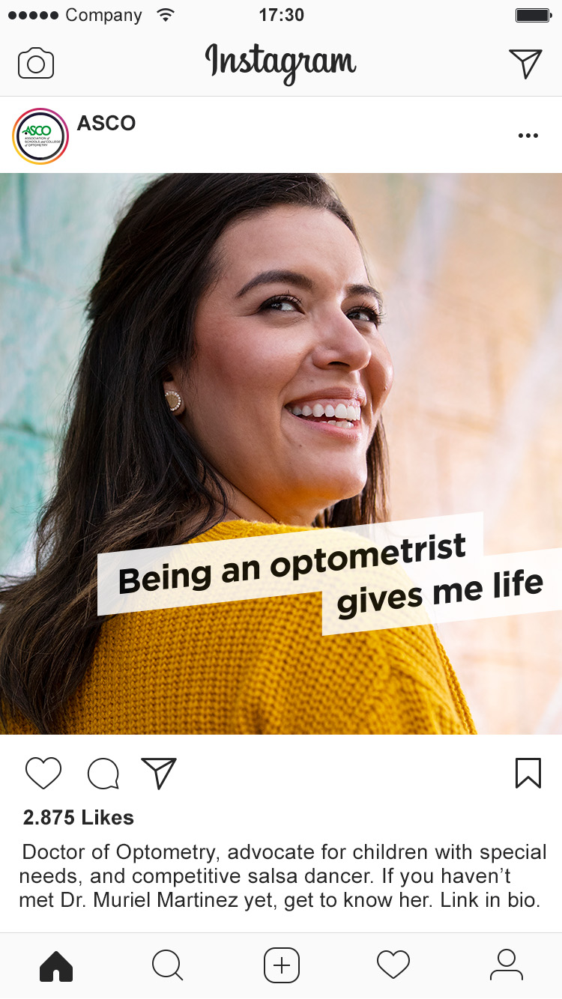 Company
17:30
Instagram
ASCO
ASSOCIATION of
SCHOOLS and COLLEGES
of OPTOMETRY
ASCO
Being an optometrist
gives me life
2.875 Likes
Doctor of Optometry, advocate for children with special
needs, and competitive salsa dancer. If you haven’t
met Dr. Muriel Martinez yet, get to know her. Link in bio.